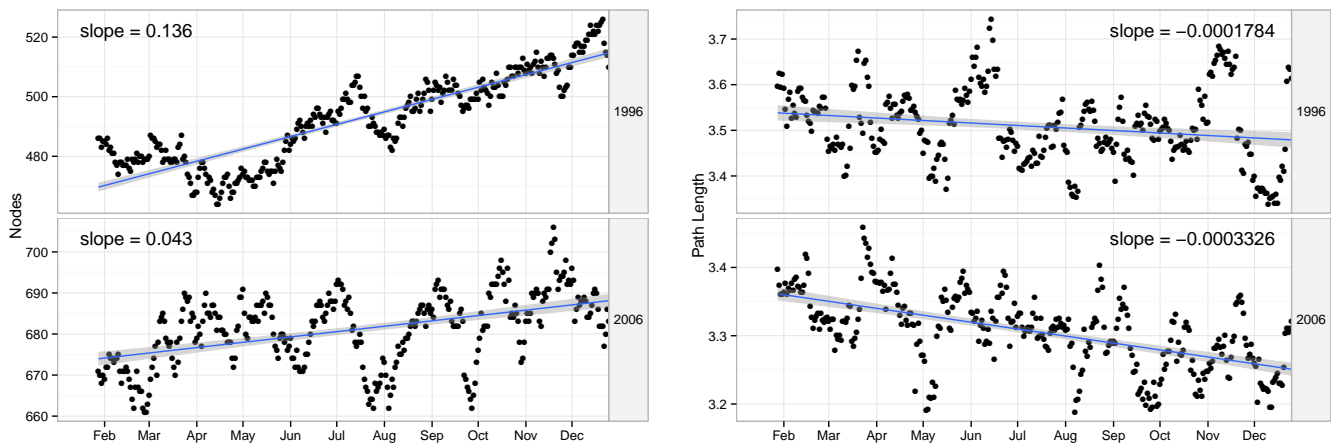 Nodes
520
500
480
slope = 0.136
1996
700
690
680
670
660
slope = 0.043
2006
Feb Mar Apr May Jun Jul Aug Sep Oct Nov Dec
Path Length
3.7
3.6
3.5
3.4
slope = −0.0001784
1996
3.4
3.3
3.2
slope = −0.0003326
2006
Feb Mar Apr May Jun Jul Aug Sep Oct Nov Dec